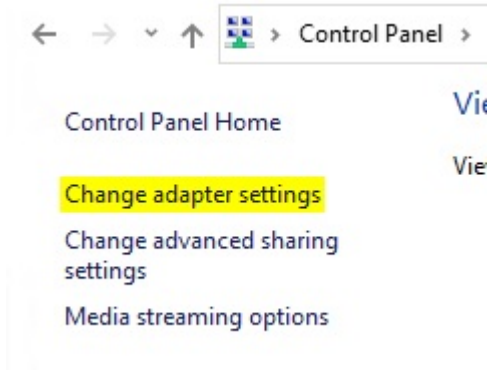 Control Panel
Control Panel Home
Change adapter settings
Change advanced sharing
settings
Media streaming options